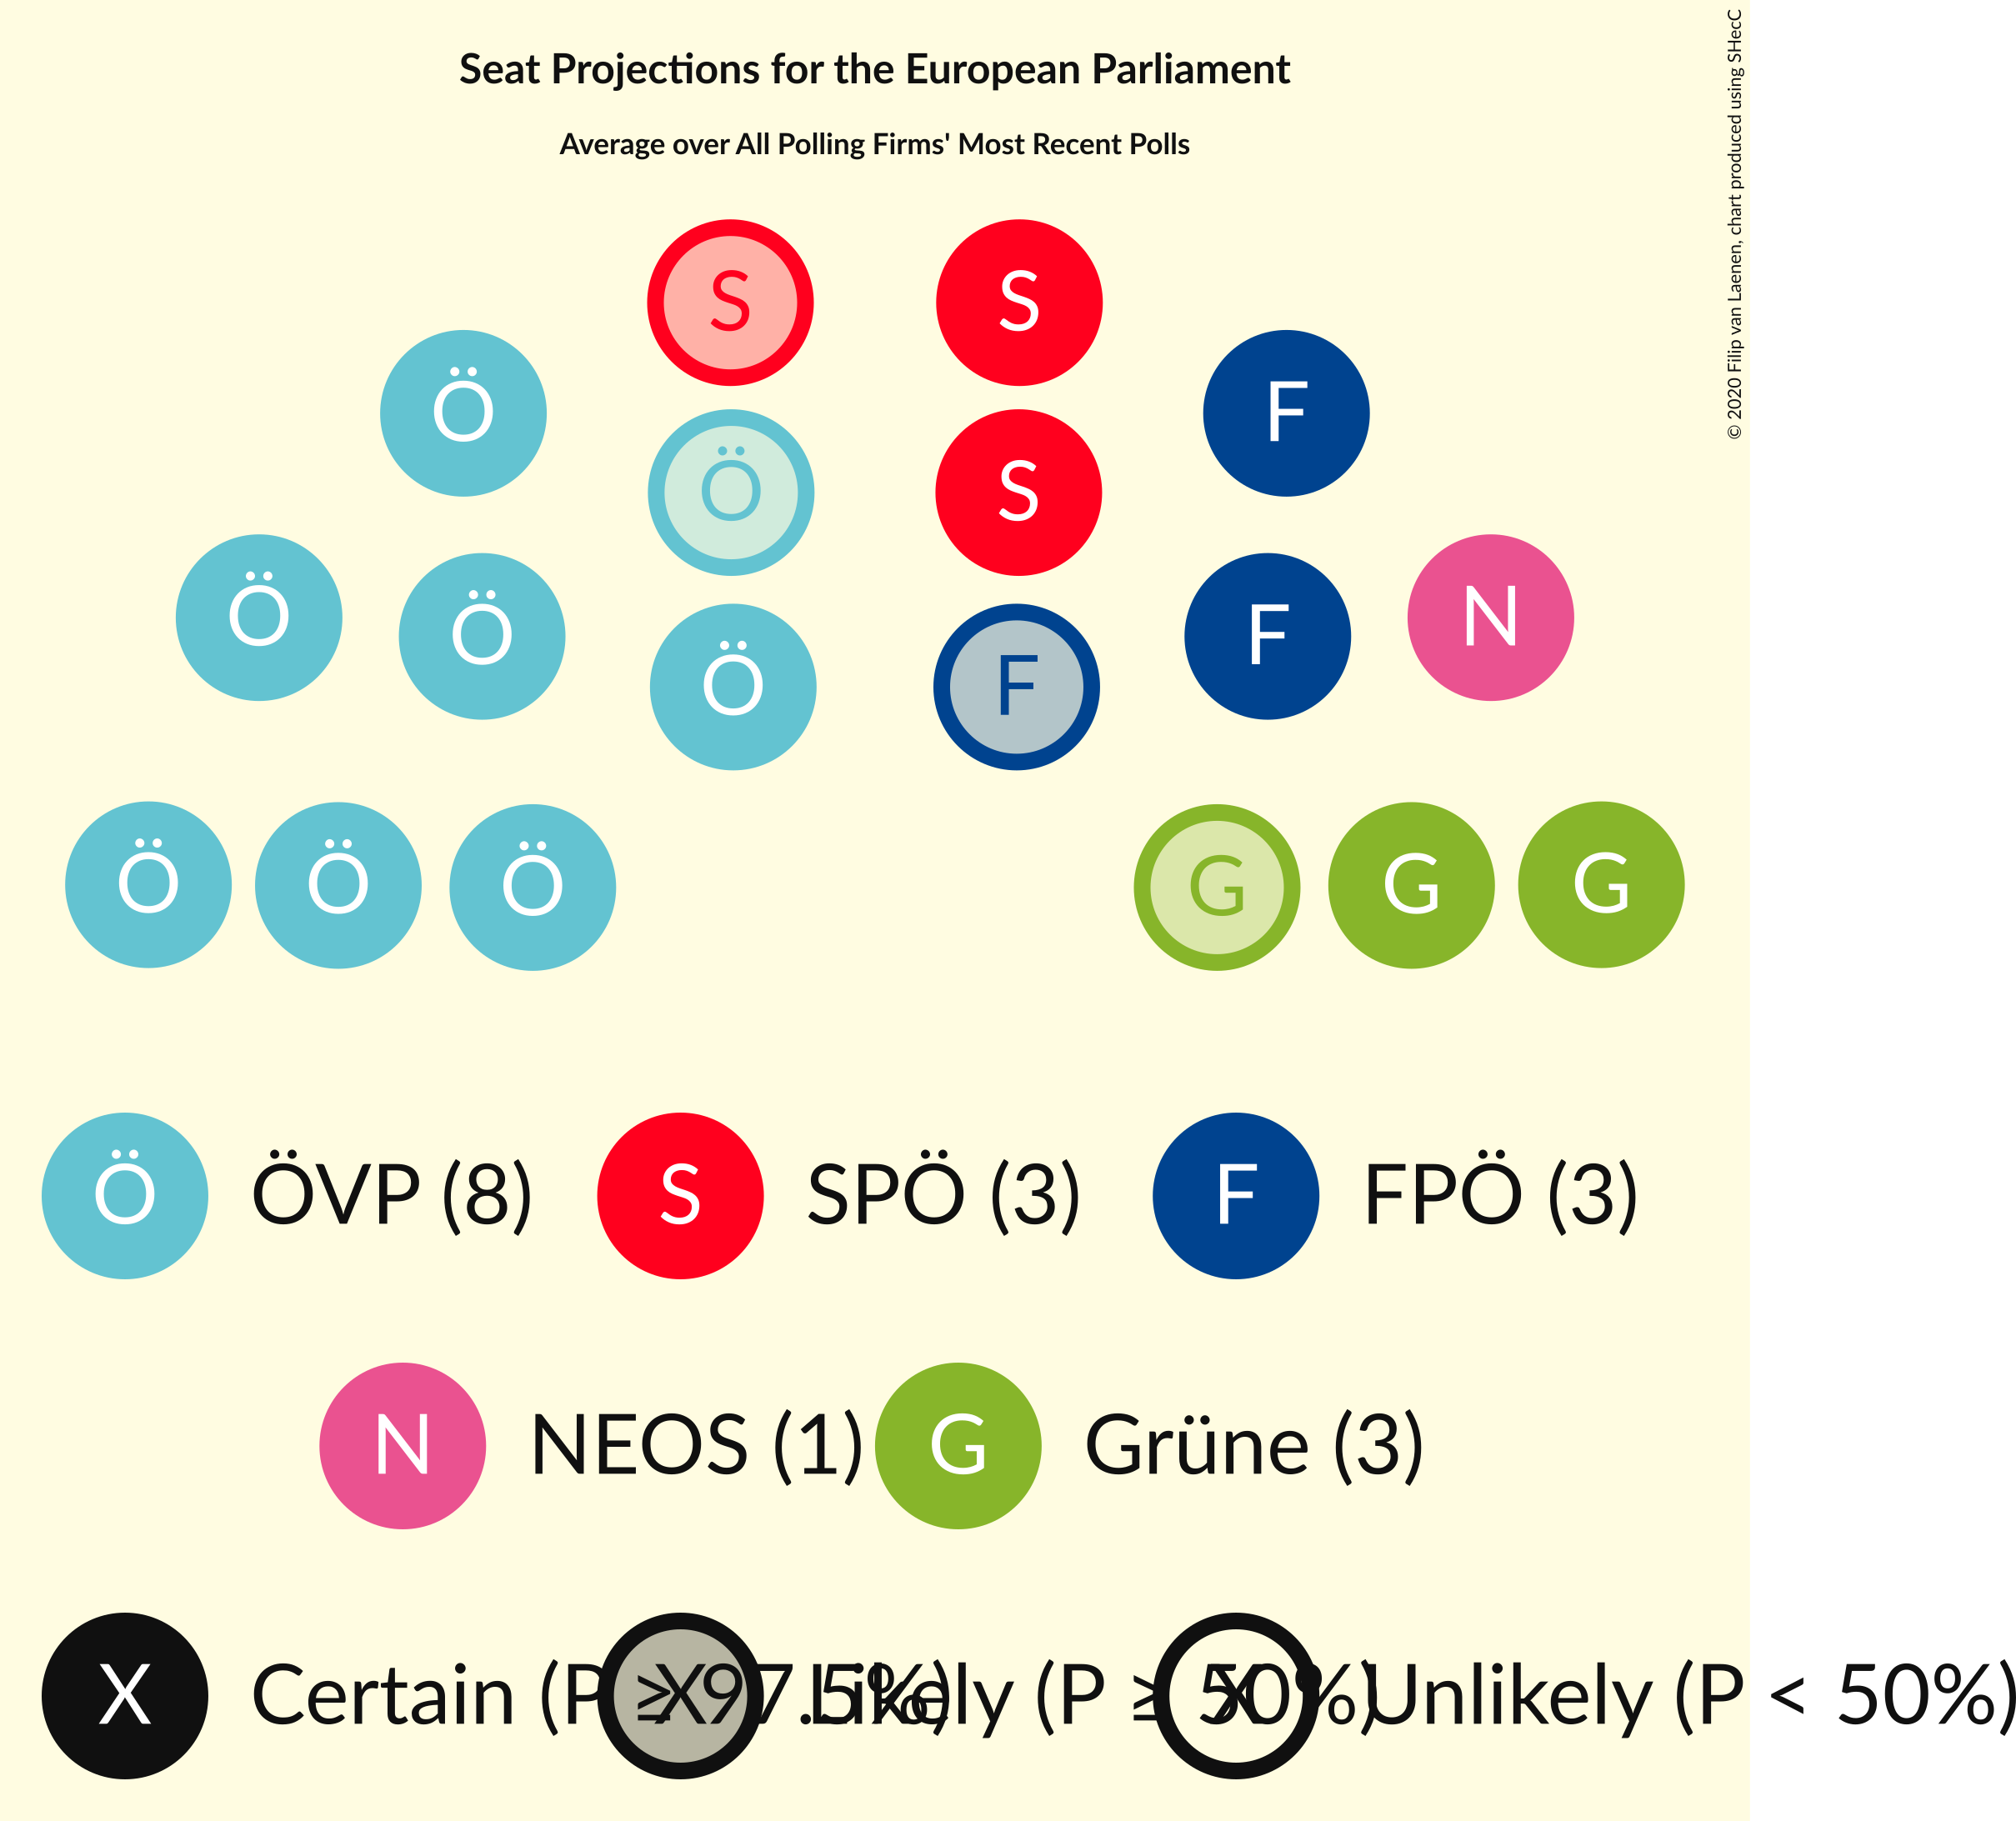 Seat Projections for the European Parliament
Average over All Polling Firms' Most Recent Polls
© 2020 Filip van Laenen, chart produced using SHecC
S S
Ö F
Ö S
Ö Ö F N
Ö F
Ö Ö Ö G G G
Ö ÖVP (8) S SPÖ (3) F FPÖ (3)
N NEOS (1) G Grüne (3)
X Certain (P ≥ 97.5%) X Likely (P ≥ 50%) X Unlikely (P < 50%)